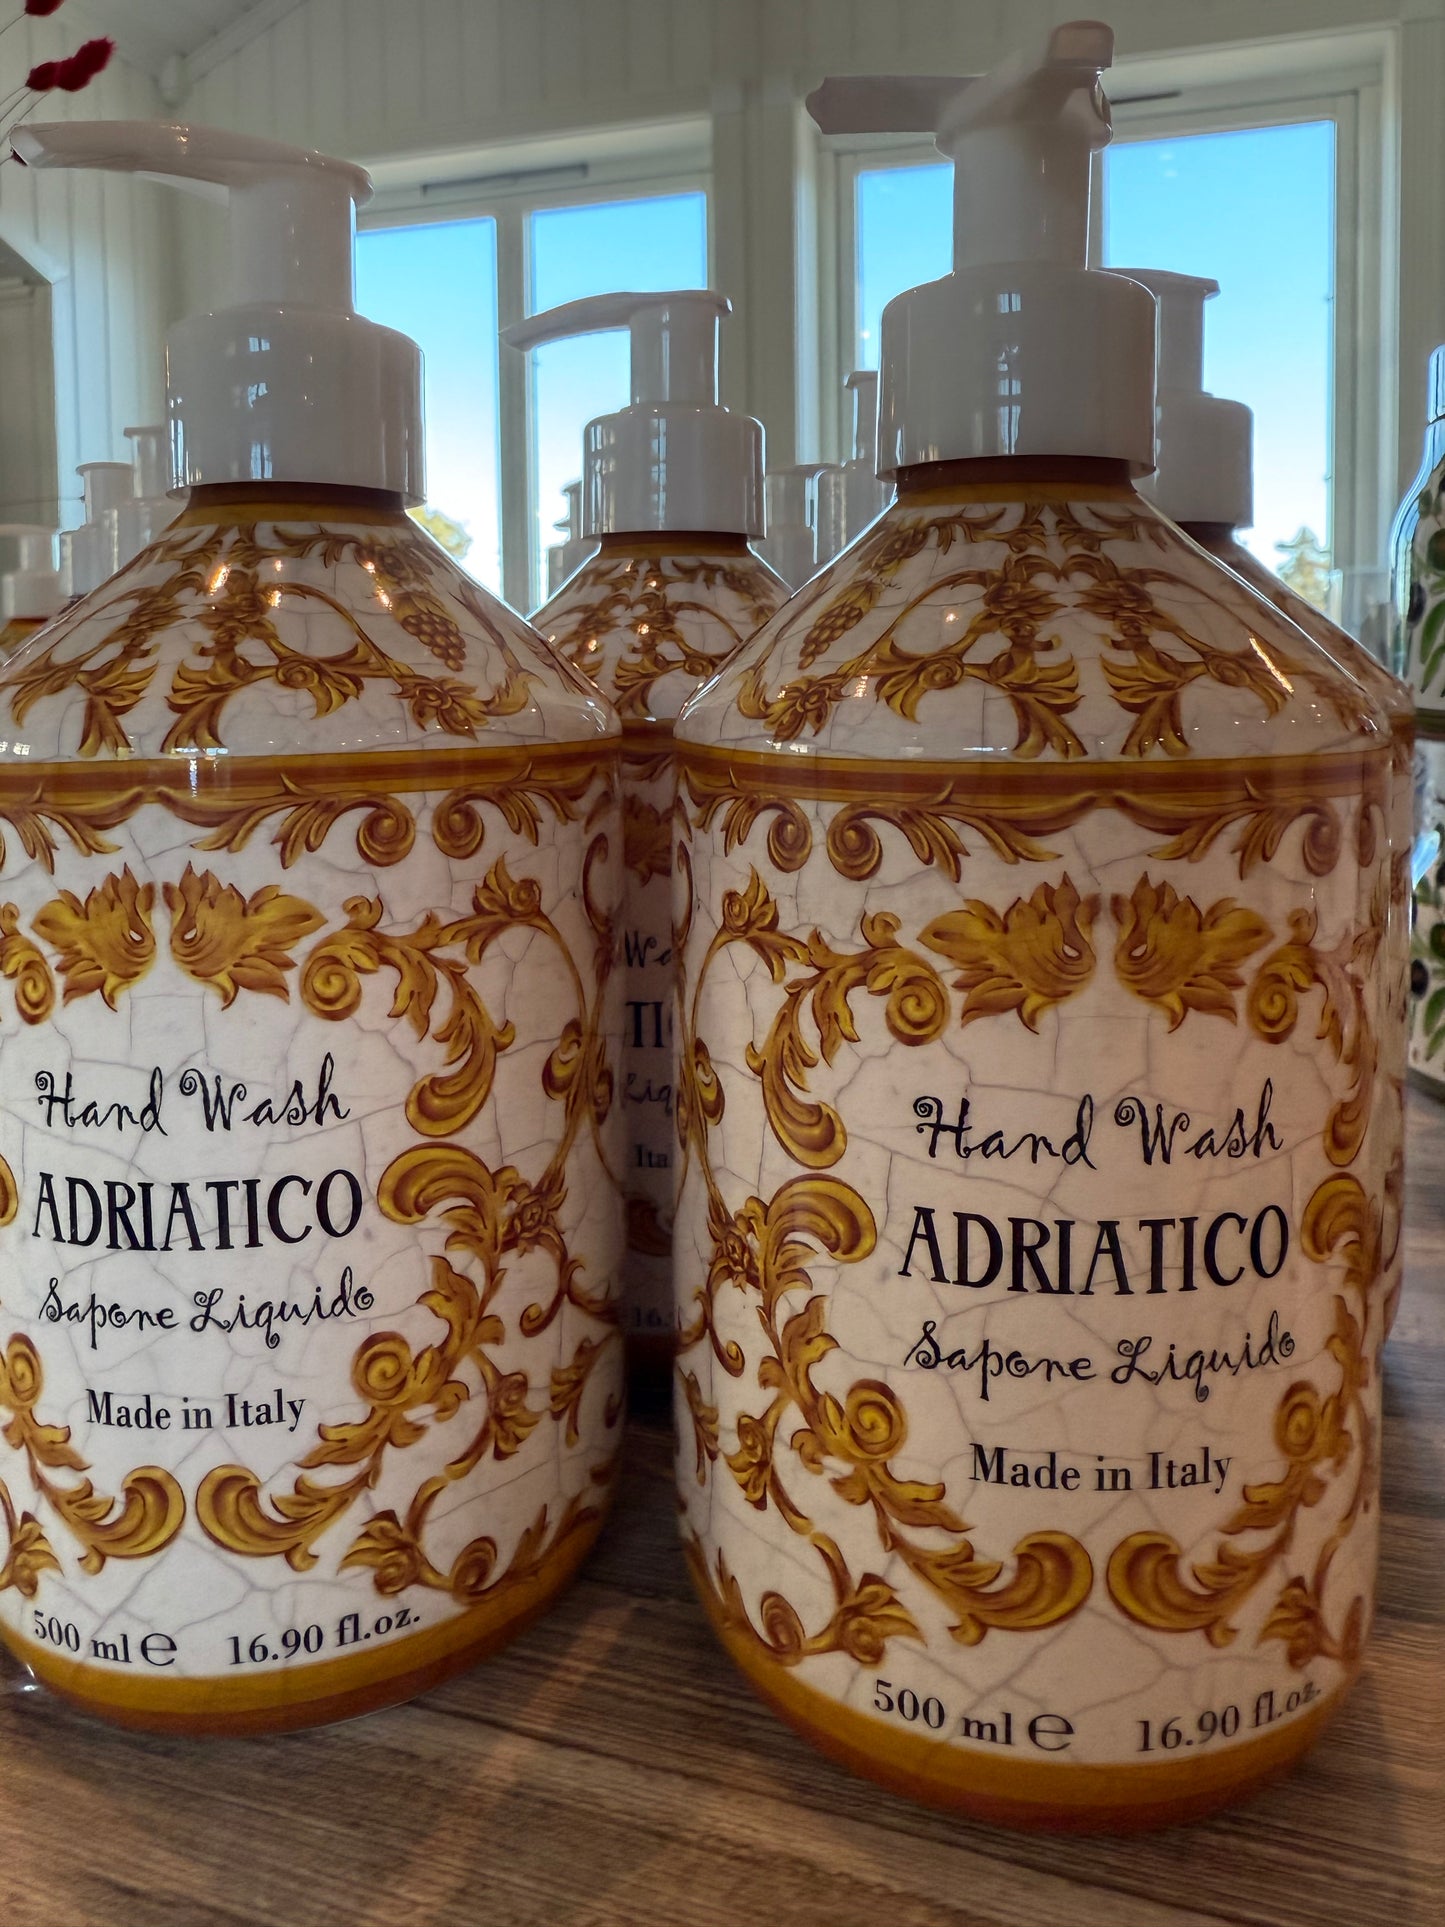 Hand Wash
ADRIATICO
Sapone Liquido
Made in Italy
500 ml ℮ 16.90 fl.oz.
Hand Wash
ADRIATICO
Sapone Liquido
Made in Italy
500 ml ℮ 16.90 fl.oz.